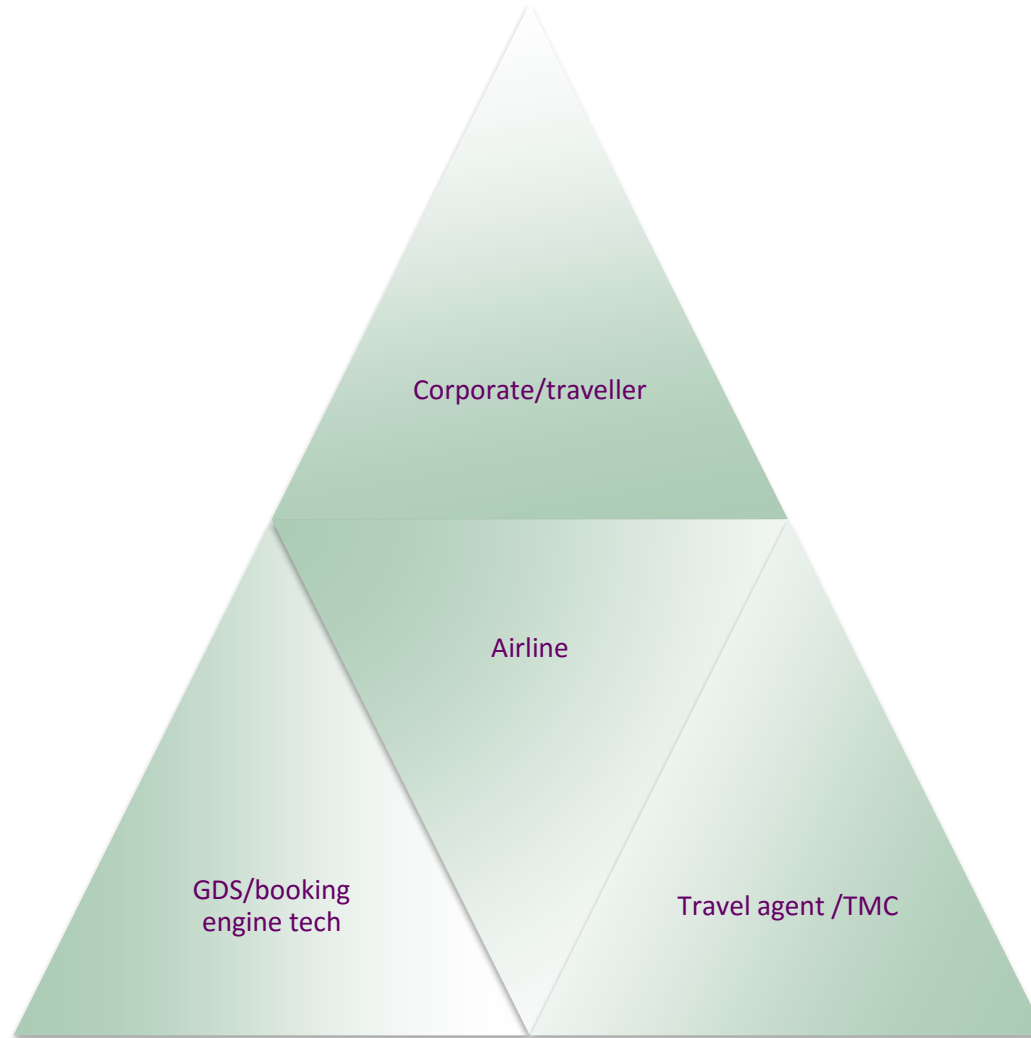 Corporate/traveller
Airline
GDS/booking
engine tech
Travel agent /TMC